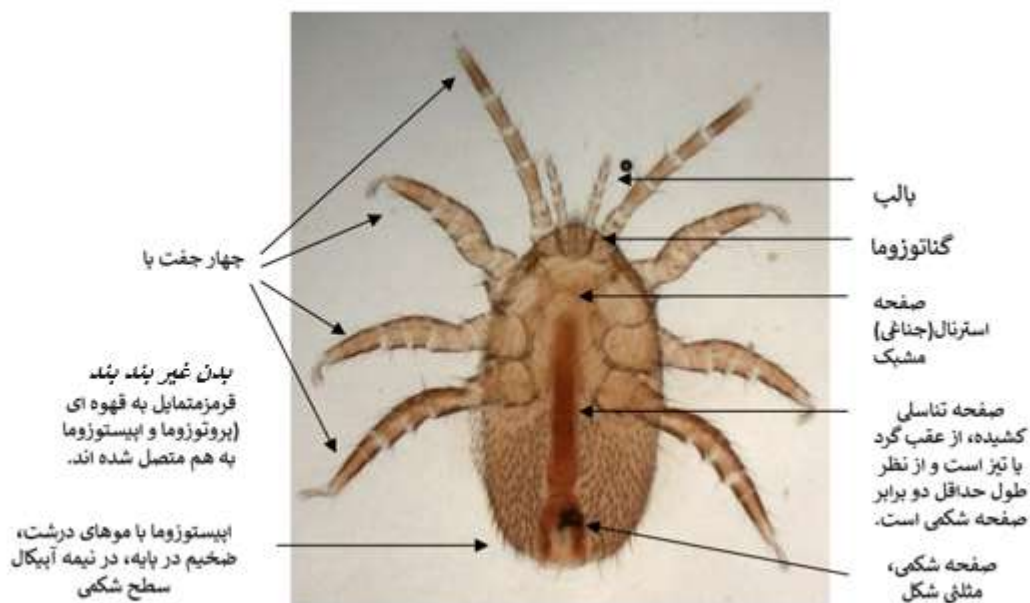 پالپ
گناتوزوما
صفحه
استرنال(جناغی)
مشبک
صفحه تناسلی
کشیده، از عقب گرد
یا تیز است و از نظر
طول حداقل دو برابر
صفحه شکمی است.
صفحه شکمی،
مثلثی شکل
چهار جفت پا
بدن غیر بند بند
قرمزمتمایل به قهوه ای
(پروتوزوما و اپیستوزوما
به هم متصل شده اند.
اپیستوزوما با موهای درشت،
ضخیم در پایه، در نیمه آپیکال
سطح شکمی